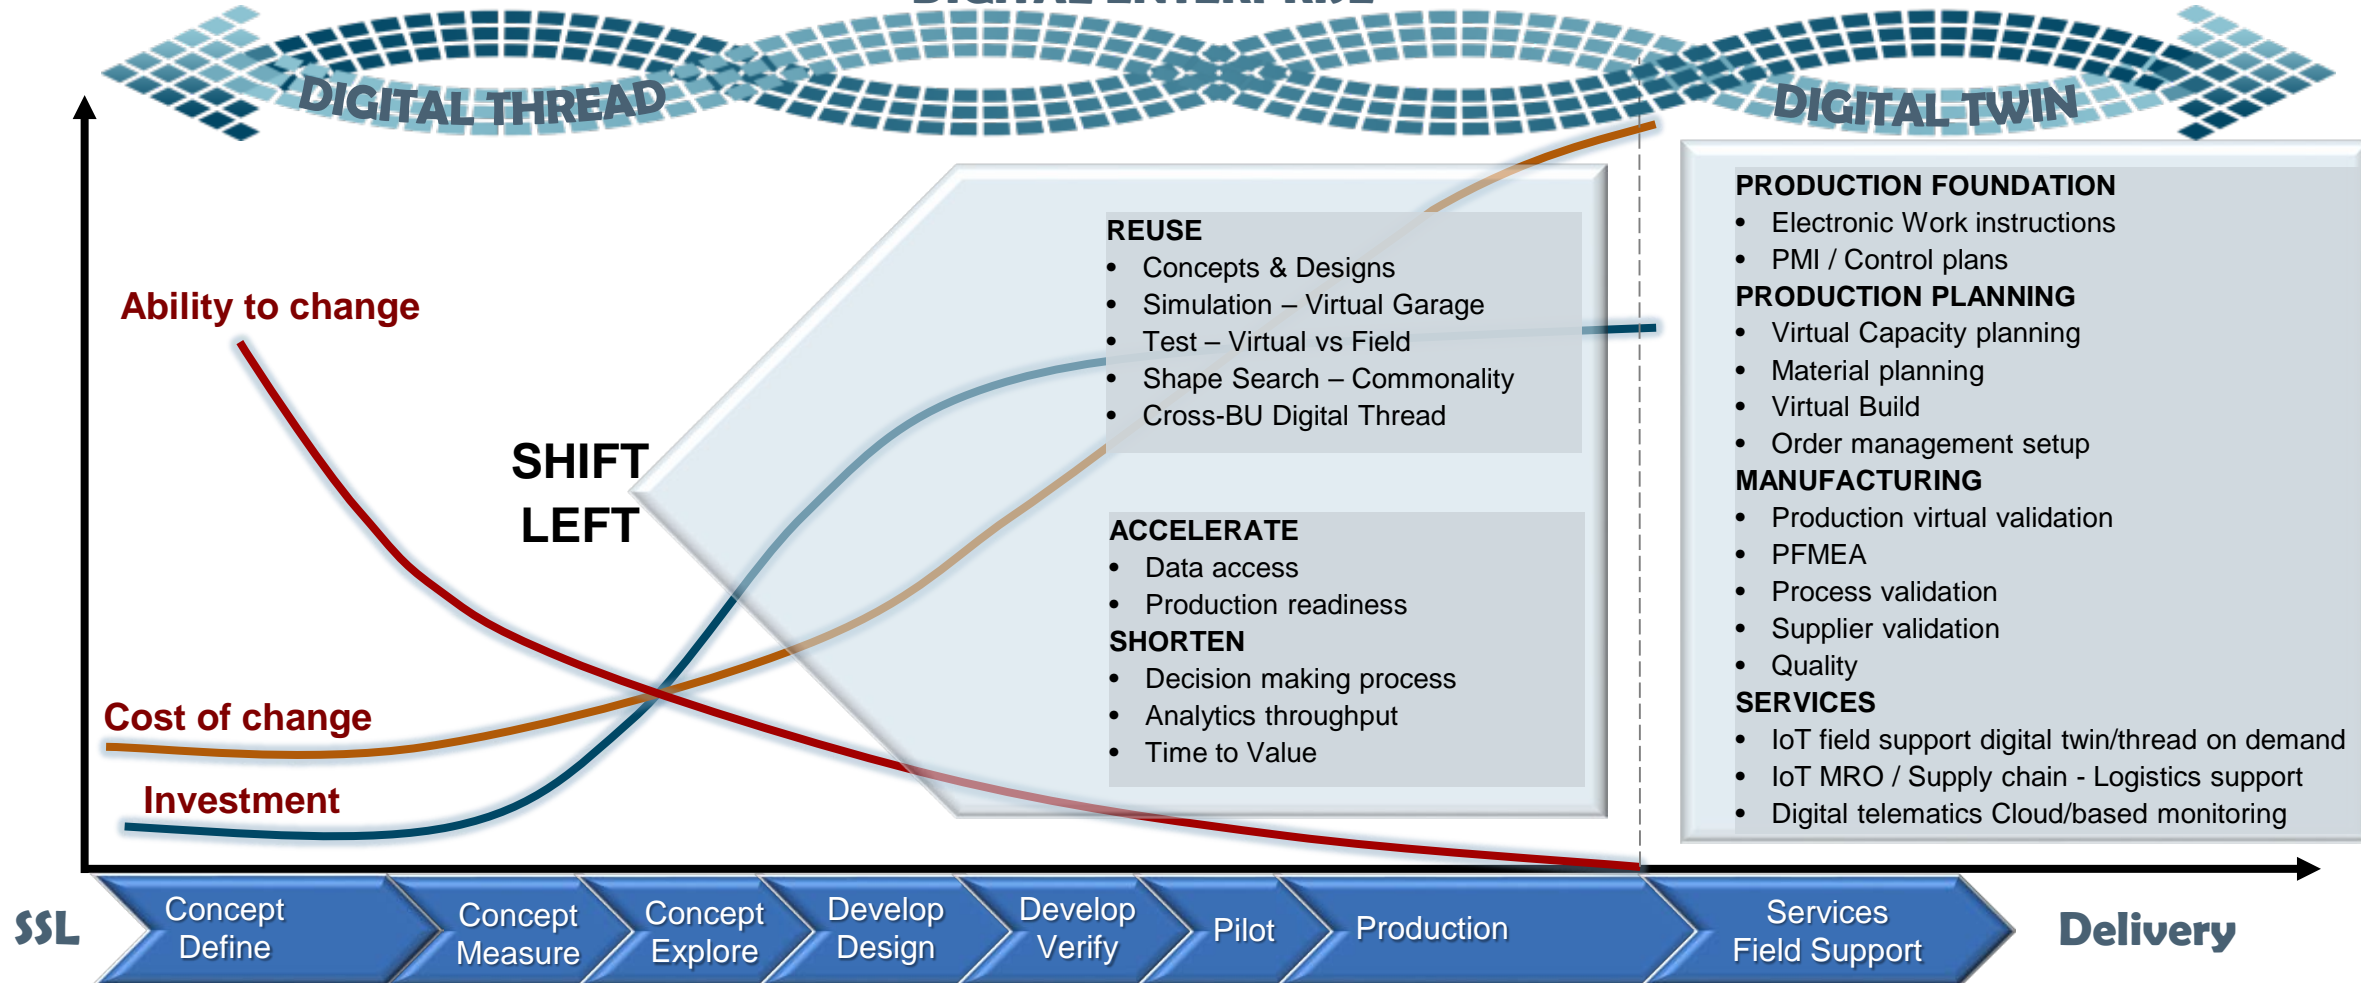 DIGITAL ENTERPRISE
DIGITAL THREAD
DIGITAL TWIN
Ability to change
Cost of change
Investment
SHIFT
LEFT
REUSE
• Concepts & Designs
• Simulation – Virtual Garage
• Test – Virtual vs Field
• Shape Search – Commonality
• Cross-BU Digital Thread
ACCELERATE
• Data access
• Production readiness
SHORTEN
• Decision making process
• Analytics throughput
• Time to Value
PRODUCTION FOUNDATION
• Electronic Work instructions
• PMI / Control plans
PRODUCTION PLANNING
• Virtual Capacity planning
• Material planning
• Virtual Build
• Order management setup
MANUFACTURING
• Production virtual validation
• PFMEA
• Process validation
• Supplier validation
• Quality
SERVICES
• IoT field support digital twin/thread on demand
• IoT MRO / Supply chain - Logistics support
• Digital telematics Cloud/based monitoring
SSL
Concept
Define
Concept
Measure
Concept
Explore
Develop
Design
Develop
Verify
Pilot
Production
Services
Field Support
Delivery